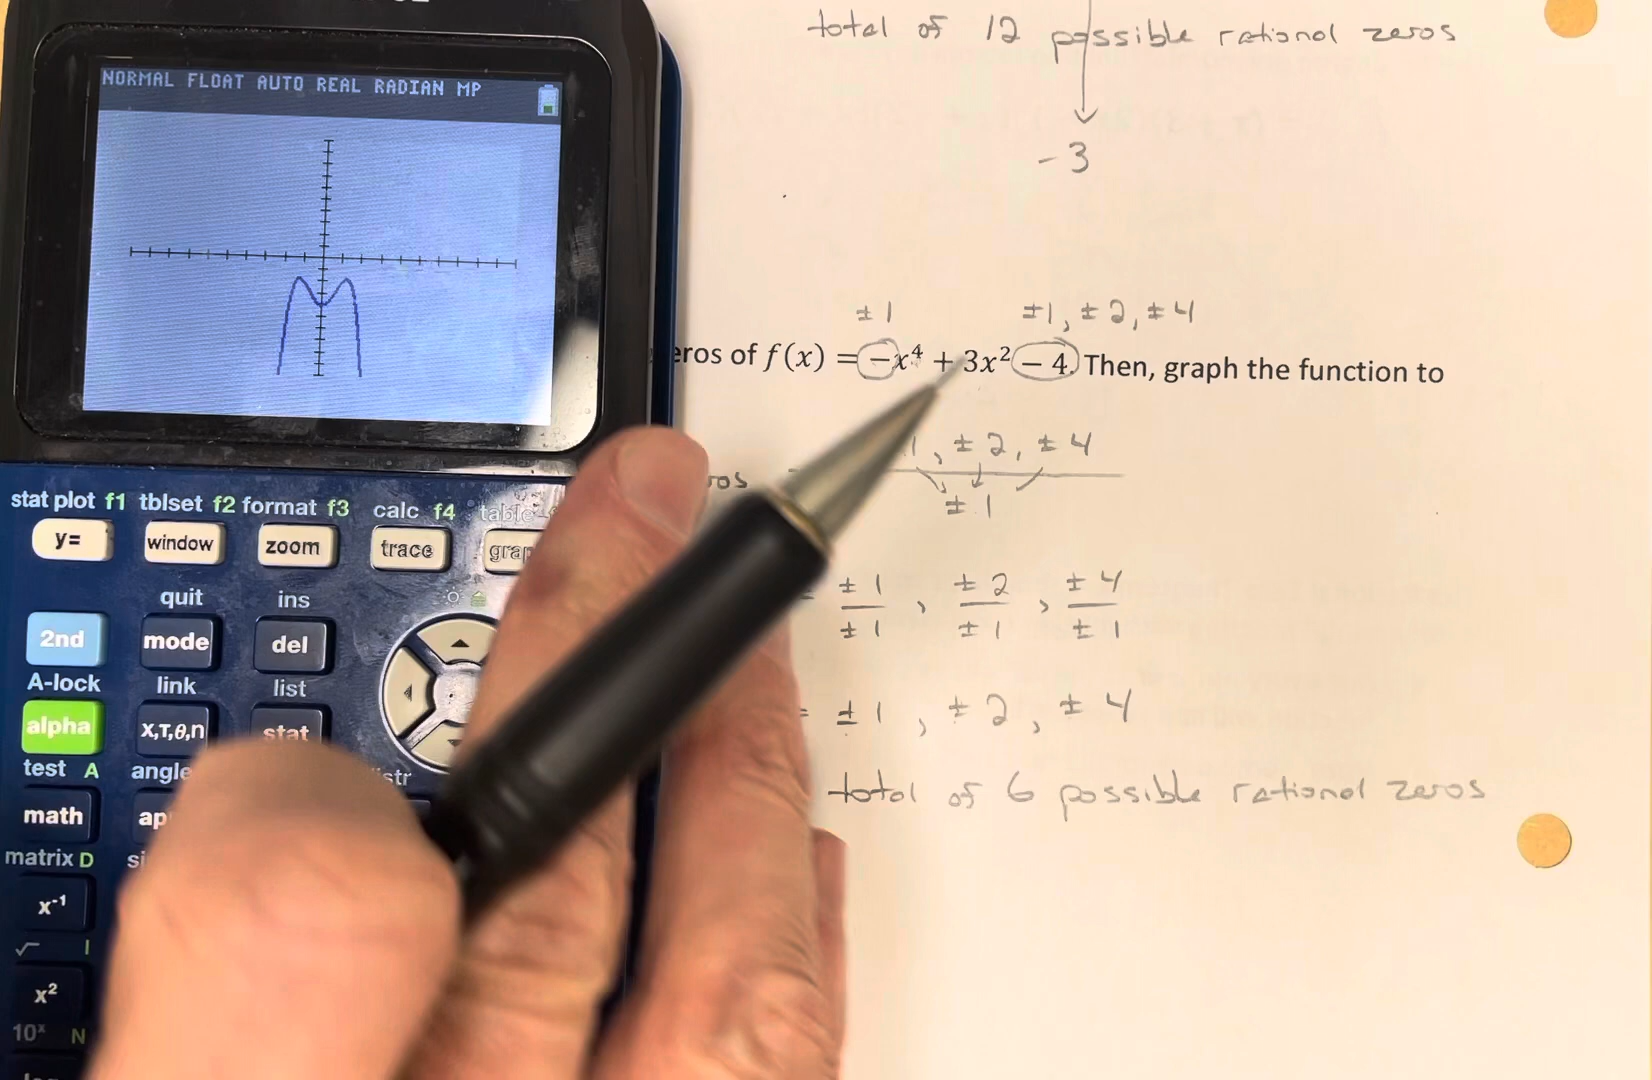 NORMAL FLOAT AUTO REAL RADIAN MP
stat plot f1 tblset f2 format f3 calc f4 table
y= window zoom trace
quit ins
2nd mode del
A-lock link list
alpha X,T,θ,n stat
test A angle
math
matrix D
x⁻¹
√ I
x²
10ˣ N
total of 12 possible rational zeros
-3
±1 ±1, ±2, ±4
of f(x) = −x⁴ + 3x² − 4. Then, graph the function to
1, ±2, ±4
±1
±1/±1, ±2/±1, ±4/±1
= ±1, ±2, ±4
total of 6 possible rational zeros